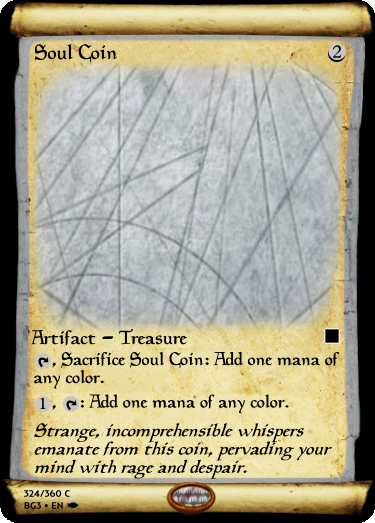 Soul Coin 2
Artifact – Treasure
, Sacrifice Soul Coin: Add one mana of
any color.
1, : Add one mana of any color.
Strange, incomprehensible whispers
emanate from this coin, pervading your
mind with rage and despair.
324/360 C
BG3 • EN